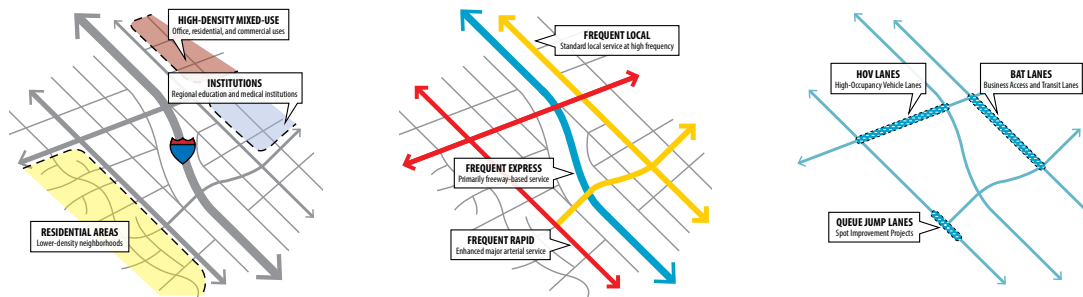 HIGH-DENSITY MIXED-USE
Office, residential, and commercial uses
INSTITUTIONS
Regional education and medical institutions
RESIDENTIAL AREAS
Lower-density neighborhoods
FREQUENT LOCAL
Standard local service at high frequency
FREQUENT EXPRESS
Primarily freeway-based service
FREQUENT RAPID
Enhanced major arterial service
HOV LANES
High-Occupancy Vehicle Lanes
BAT LANES
Business Access and Transit Lanes
QUEUE JUMP LANES
Spot Improvement Projects